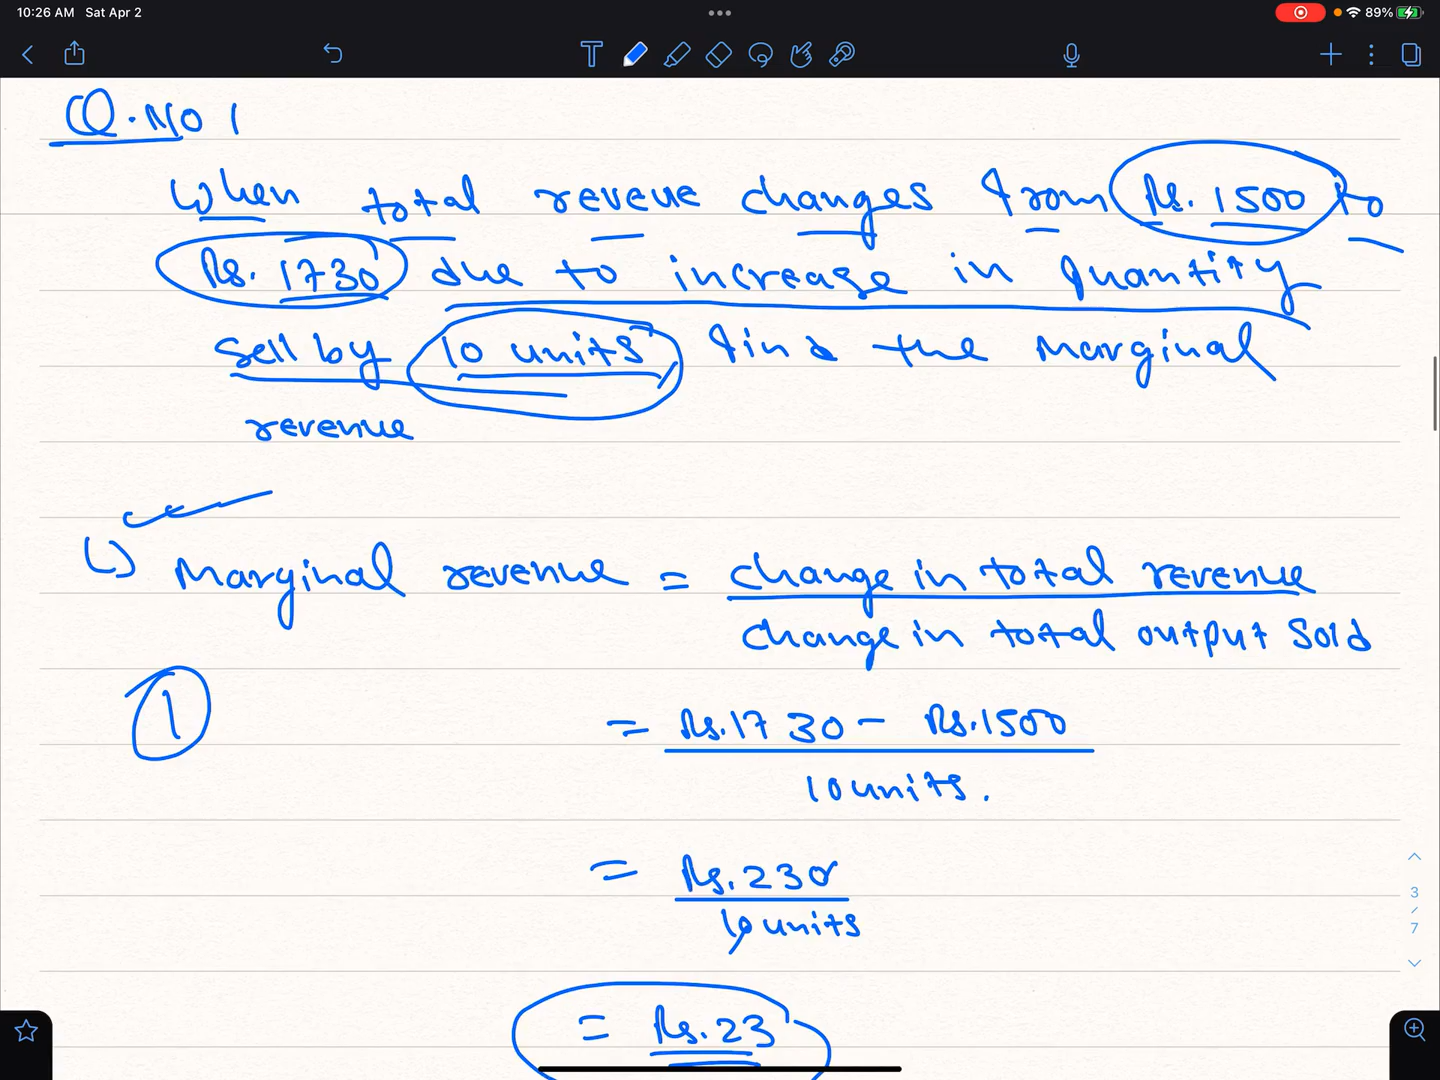 10:26 AM Sat Apr 2
89%
Q.No 1
When total reveue changes from Rs. 1500 to
Rs. 1730 due to increase in quantity
sell by 10 units find the marginal
revenue
Marginal revenue = change in total revenue
change in total output sold
1
= Rs.1730 - Rs.1500
10 units.
= Rs.230
10 units
= Rs.23
3
/
7